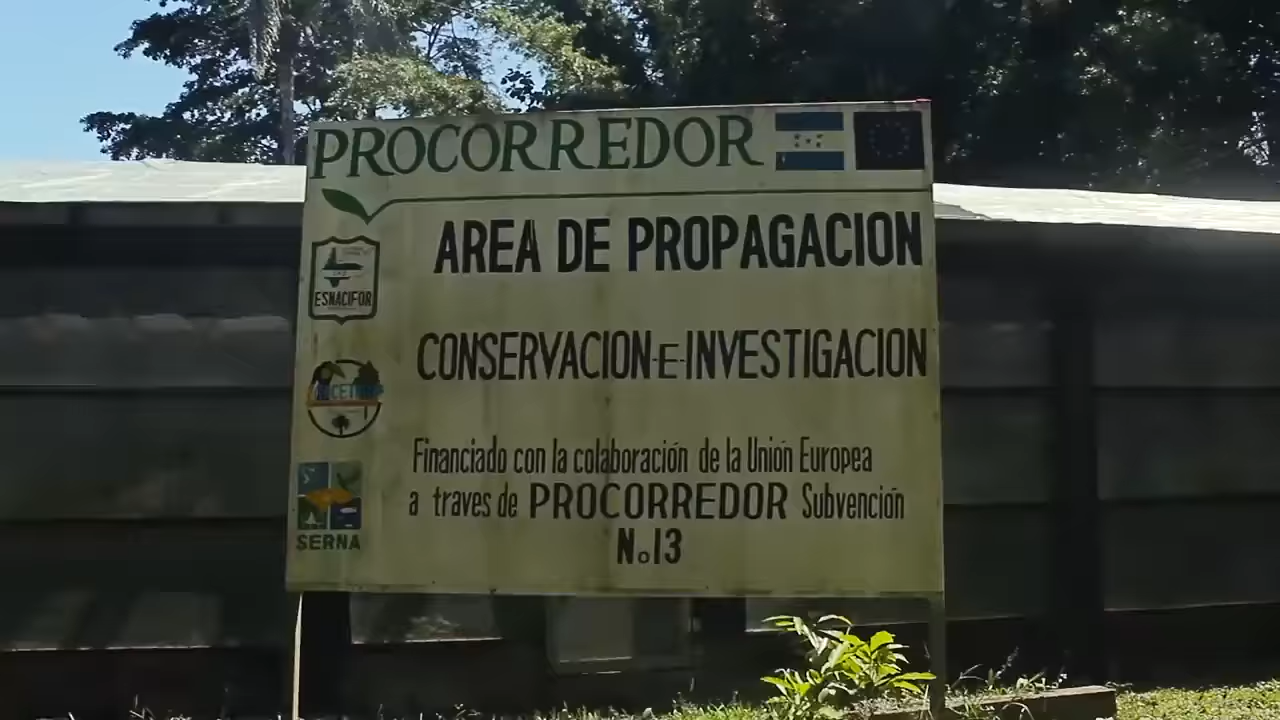 PROCORREDOR
AREA DE PROPAGACION
ESNACIFOR
CONSERVACION-E-INVESTIGACION
Financiado con la colaboración de la Unión Europea
a traves de PROCORREDOR Subvención
SERNA
N.o13